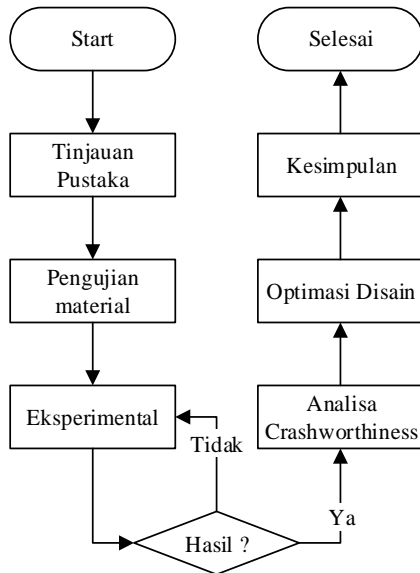 Start
Tinjauan
Pustaka
Pengujian
material
Eksperimental
Tidak
Hasil ?
Ya
Analisa
Crashworthiness
Optimasi Disain
Kesimpulan
Selesai